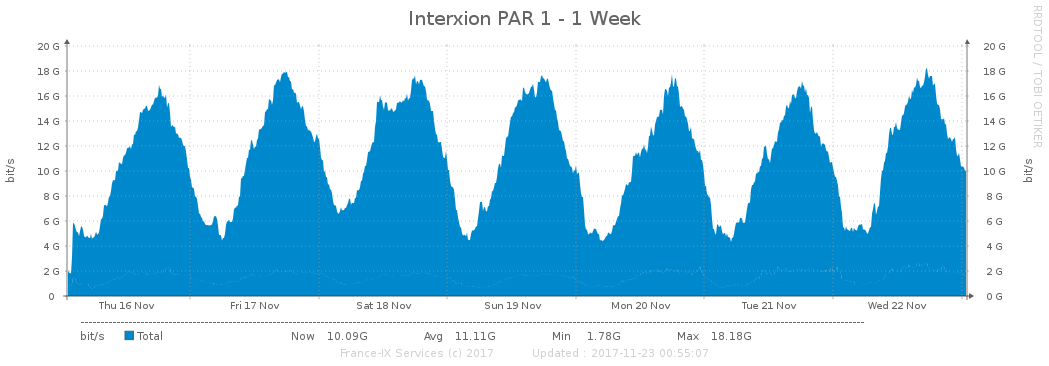 Interxion PAR 1 - 1 Week
RRDTOOL / TOBI OETIKER
bit/s
20 G
18 G
16 G
14 G
12 G
10 G
8 G
6 G
4 G
2 G
0
20 G
18 G
16 G
14 G
12 G
10 G
8 G
6 G
4 G
2 G
0 G
bit/s
Thu 16 Nov Fri 17 Nov Sat 18 Nov Sun 19 Nov Mon 20 Nov Tue 21 Nov Wed 22 Nov
bit/s Total Now 10.09G Avg 11.11G Min 1.78G Max 18.18G
France-IX Services (c) 2017 Updated : 2017-11-23 00:55:07